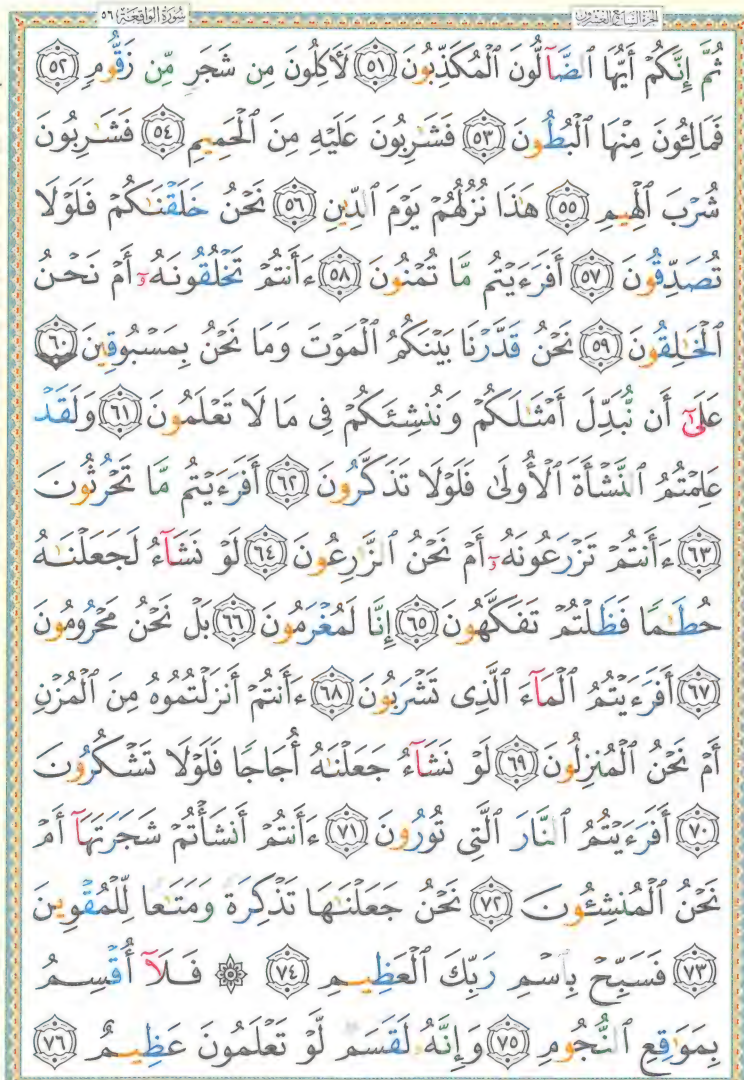 الجزء السابع والعشرون سُورَةُ الوَاقِعَةِ ٥٦
ثُمَّ إِنَّكُمْ أَيُّهَا ٱلضَّآلُّونَ ٱلْمُكَذِّبُونَ ٥١ لَأَكِلُونَ مِن شَجَرٍ مِّن زَقُّومٍ ٥٢
فَمَالِـُٔونَ مِنْهَا ٱلْبُطُونَ ٥٣ فَشَـٰرِبُونَ عَلَيْهِ مِنَ ٱلْحَمِيمِ ٥٤ فَشَـٰرِبُونَ
شُرْبَ ٱلْهِيمِ ٥٥ هَـٰذَا نُزُلُهُمْ يَوْمَ ٱلدِّينِ ٥٦ نَحْنُ خَلَقْنَـٰكُمْ فَلَوْلَا
تُصَدِّقُونَ ٥٧ أَفَرَءَيْتُم مَّا تُمْنُونَ ٥٨ ءَأَنتُمْ تَخْلُقُونَهُۥٓ أَمْ نَحْنُ
ٱلْخَـٰلِقُونَ ٥٩ نَحْنُ قَدَّرْنَا بَيْنَكُمُ ٱلْمَوْتَ وَمَا نَحْنُ بِمَسْبُوقِينَ ٦٠
عَلَىٰٓ أَن نُّبَدِّلَ أَمْثَـٰلَكُمْ وَنُنشِئَكُمْ فِى مَا لَا تَعْلَمُونَ ٦١ وَلَقَدْ
عَلِمْتُمُ ٱلنَّشْأَةَ ٱلْأُولَىٰ فَلَوْلَا تَذَكَّرُونَ ٦٢ أَفَرَءَيْتُم مَّا تَحْرُثُونَ
٦٣ ءَأَنتُمْ تَزْرَعُونَهُۥٓ أَمْ نَحْنُ ٱلزَّٰرِعُونَ ٦٤ لَوْ نَشَآءُ لَجَعَلْنَـٰهُ
حُطَـٰمًا فَظَلْتُمْ تَفَكَّهُونَ ٦٥ إِنَّا لَمُغْرَمُونَ ٦٦ بَلْ نَحْنُ مَحْرُومُونَ
٦٧ أَفَرَءَيْتُمُ ٱلْمَآءَ ٱلَّذِى تَشْرَبُونَ ٦٨ ءَأَنتُمْ أَنزَلْتُمُوهُ مِنَ ٱلْمُزْنِ
أَمْ نَحْنُ ٱلْمُنزِلُونَ ٦٩ لَوْ نَشَآءُ جَعَلْنَـٰهُ أُجَاجًا فَلَوْلَا تَشْكُرُونَ
٧٠ أَفَرَءَيْتُمُ ٱلنَّارَ ٱلَّتِى تُورُونَ ٧١ ءَأَنتُمْ أَنشَأْتُمْ شَجَرَتَهَآ أَمْ
نَحْنُ ٱلْمُنشِـُٔونَ ٧٢ نَحْنُ جَعَلْنَـٰهَا تَذْكِرَةً وَمَتَـٰعًا لِّلْمُقْوِينَ
٧٣ فَسَبِّحْ بِٱسْمِ رَبِّكَ ٱلْعَظِيمِ ٧٤ ۞ فَلَآ أُقْسِمُ
بِمَوَٰقِعِ ٱلنُّجُومِ ٧٥ وَإِنَّهُۥ لَقَسَمٌ لَّوْ تَعْلَمُونَ عَظِيمٌ ٧٦